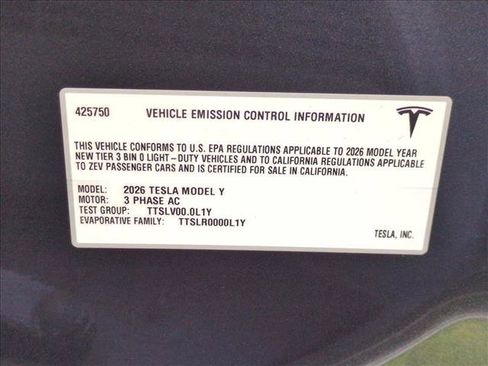 425750 VEHICLE EMISSION CONTROL INFORMATION
THIS VEHICLE CONFORMS TO U.S. EPA REGULATIONS APPLICABLE TO 2026 MODEL YEAR
NEW TIER 3 BIN 0 LIGHT-DUTY VEHICLES AND TO CALIFORNIA REGULATIONS APPLICABLE
TO ZEV PASSENGER CARS AND IS CERTIFIED FOR SALE IN CALIFORNIA.
MODEL: 2026 TESLA MODEL Y
MOTOR: 3 PHASE AC
TEST GROUP: TTSLV00.0L1Y
EVAPORATIVE FAMILY: TTSLR0000L1Y
TESLA, INC.